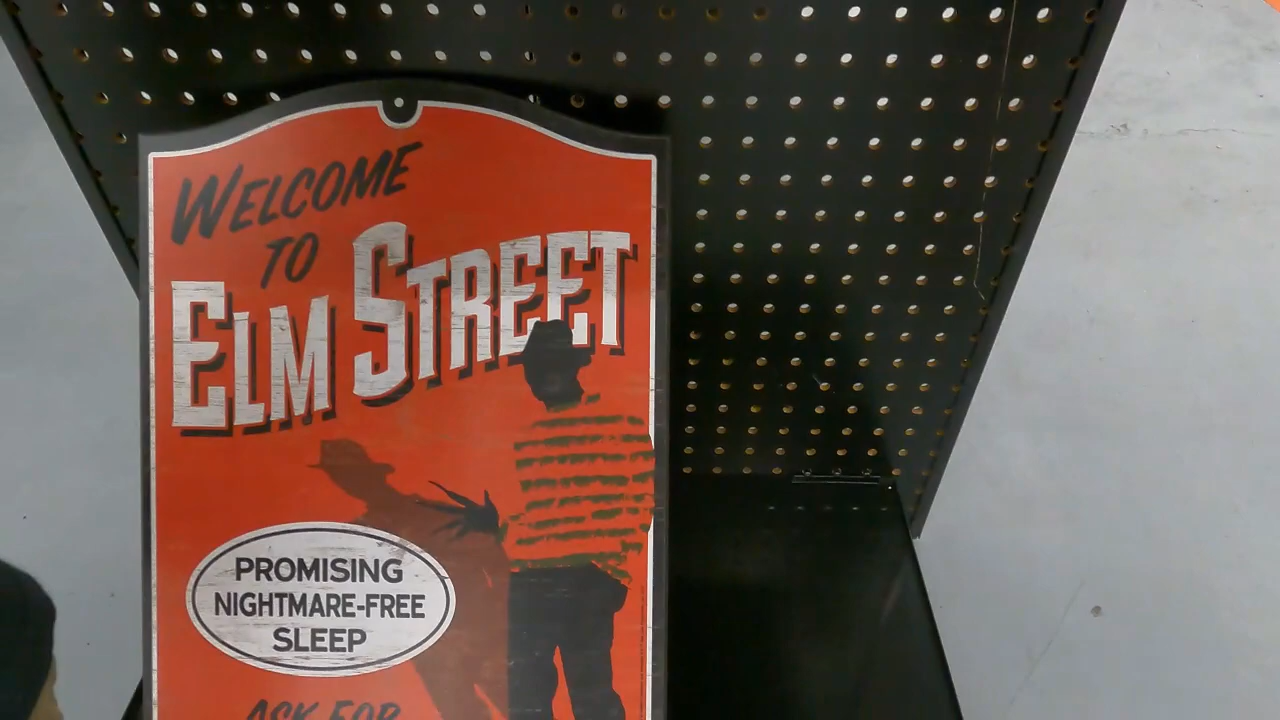 WELCOME
TO
ELM STREET
PROMISING
NIGHTMARE-FREE
SLEEP
ASK FOR